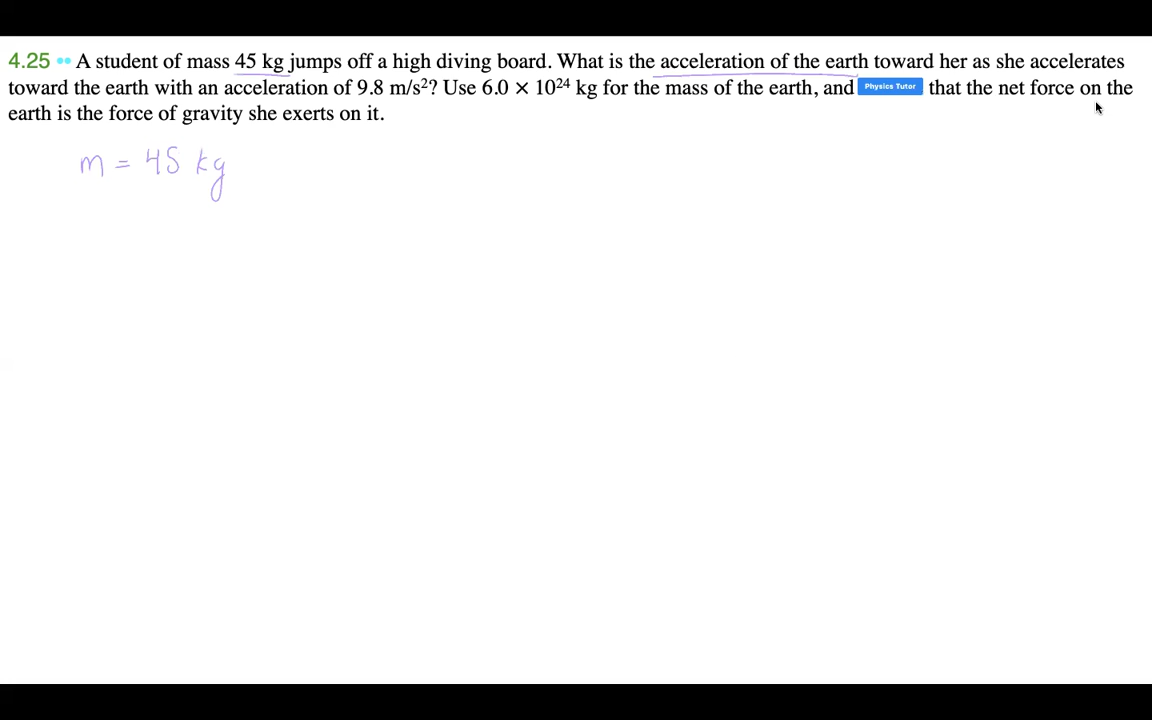 4.25 •• A student of mass 45 kg jumps off a high diving board. What is the acceleration of the earth toward her as she accelerates
toward the earth with an acceleration of 9.8 m/s²? Use 6.0 × 10²⁴ kg for the mass of the earth, and Physics Tutor that the net force on the
earth is the force of gravity she exerts on it.
m = 45 kg